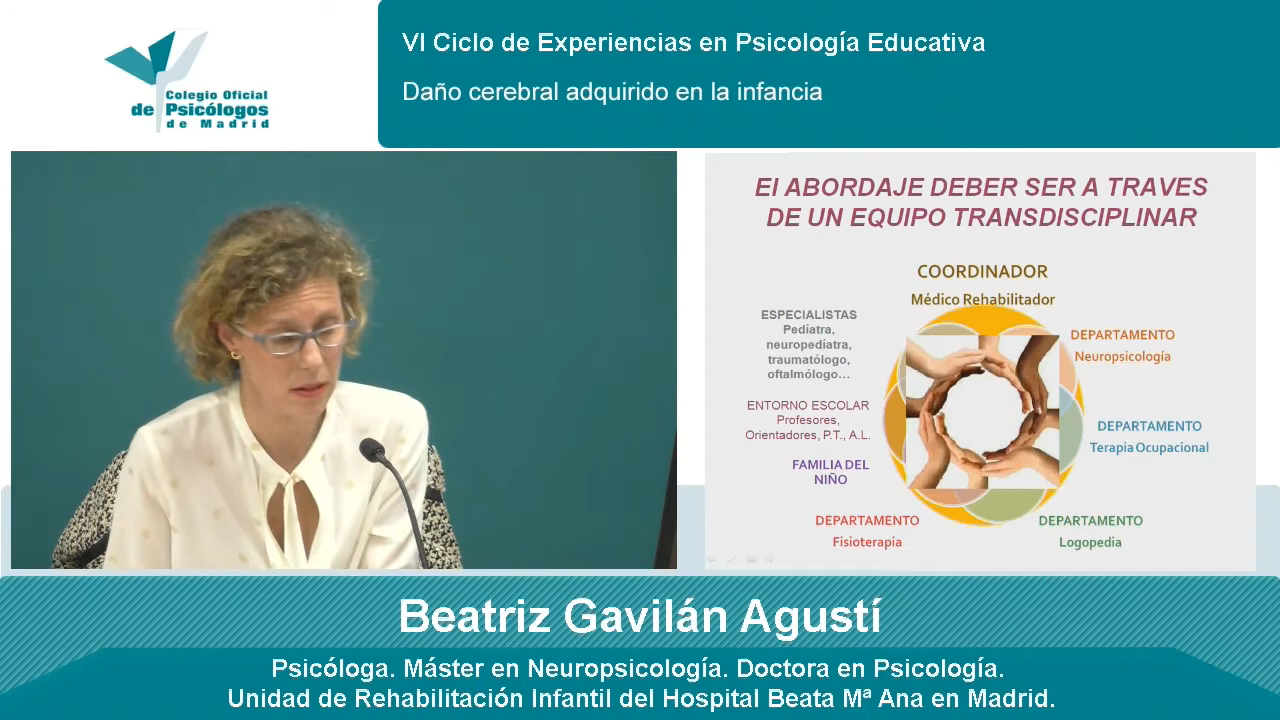 VI Ciclo de Experiencias en Psicología Educativa
Daño cerebral adquirido en la infancia
Colegio Oficial
de Psicólogos
de Madrid
El ABORDAJE DEBER SER A TRAVES
DE UN EQUIPO TRANSDISCIPLINAR
COORDINADOR
Médico Rehabilitador
ESPECIALISTAS
Pediatra,
neuropediatra,
traumatólogo,
oftalmólogo…
ENTORNO ESCOLAR
Profesores,
Orientadores, P.T., A.L.
FAMILIA DEL
NIÑO
DEPARTAMENTO
Neuropsicología
DEPARTAMENTO
Terapia Ocupacional
DEPARTAMENTO
Fisioterapia
DEPARTAMENTO
Logopedia
Beatriz Gavilán Agustí
Psicóloga. Máster en Neuropsicología. Doctora en Psicología.
Unidad de Rehabilitación Infantil del Hospital Beata Mª Ana en Madrid.